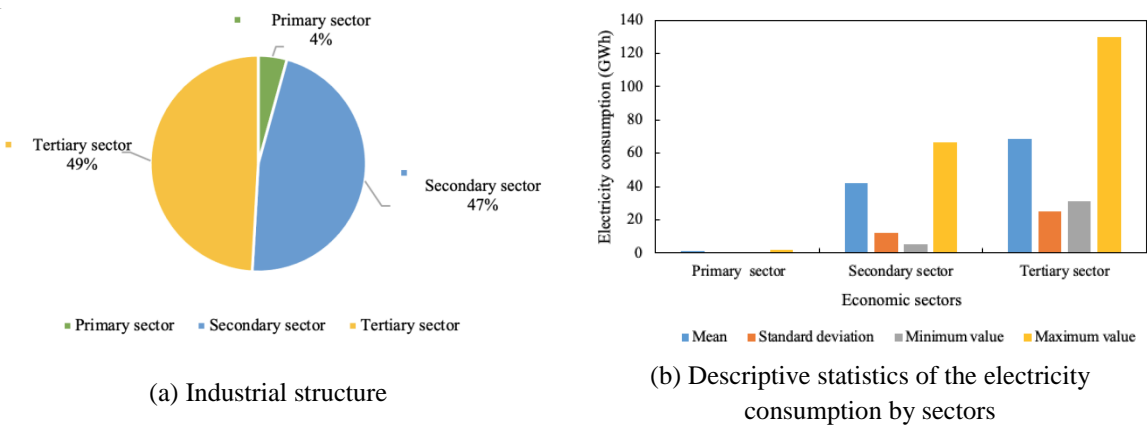 Primary sector
4%
Tertiary sector
49%
Secondary sector
47%
Primary sector Secondary sector Tertiary sector
(a) Industrial structure
Electricity consumption (GWh)
140
120
100
80
60
40
20
0
Primary sector Secondary sector Tertiary sector
Economic sectors
Mean Standard deviation Minimum value Maximum value
(b) Descriptive statistics of the electricity
consumption by sectors